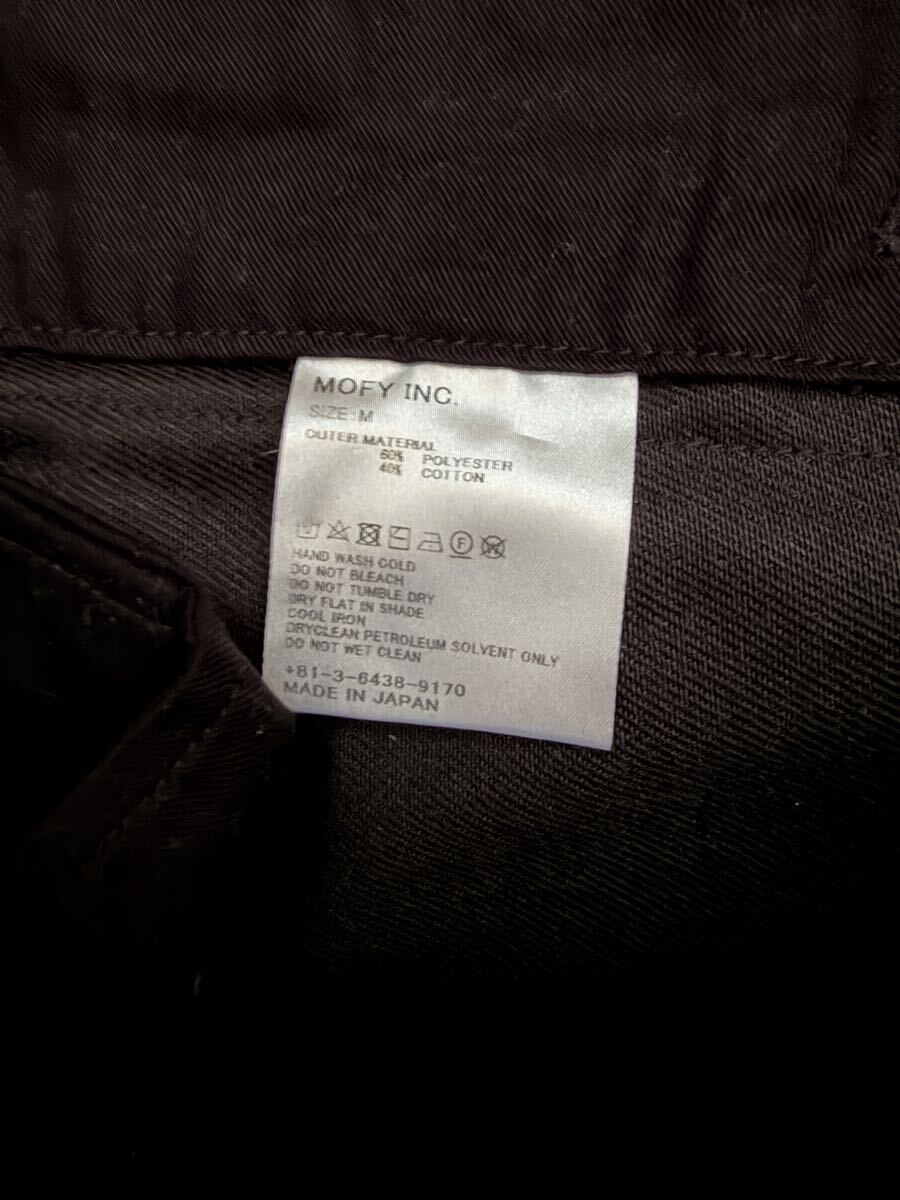 MOFY INC.
SIZE:M
OUTER MATERIAL
60% POLYESTER
40% COTTON
F W
HAND WASH COLD
DO NOT BLEACH
DO NOT TUMBLE DRY
DRY FLAT IN SHADE
COOL IRON
DRYCLEAN PETROLEUM SOLVENT ONLY
DO NOT WET CLEAN
+81-3-6438-9170
MADE IN JAPAN